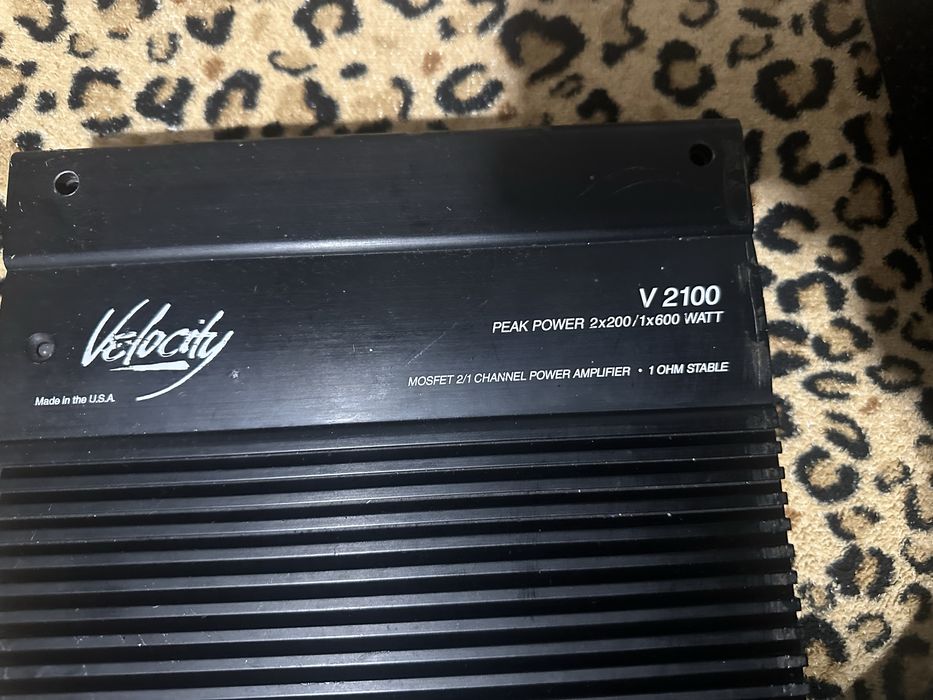 V 2100
PEAK POWER 2x200/1x600 WATT
Velocity
MOSFET 2/1 CHANNEL POWER AMPLIFIER • 1 OHM STABLE
Made in the U.S.A.